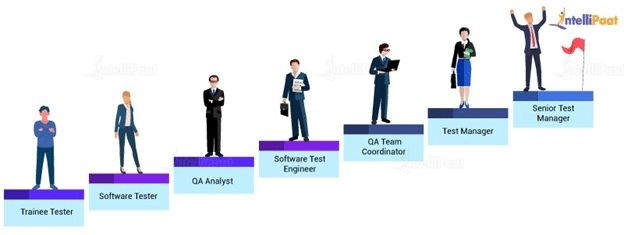 IntelliPaat
Trainee Tester
Software Tester
QA Analyst
Software Test
Engineer
QA Team
Coordinator
Test Manager
Senior Test
Manager